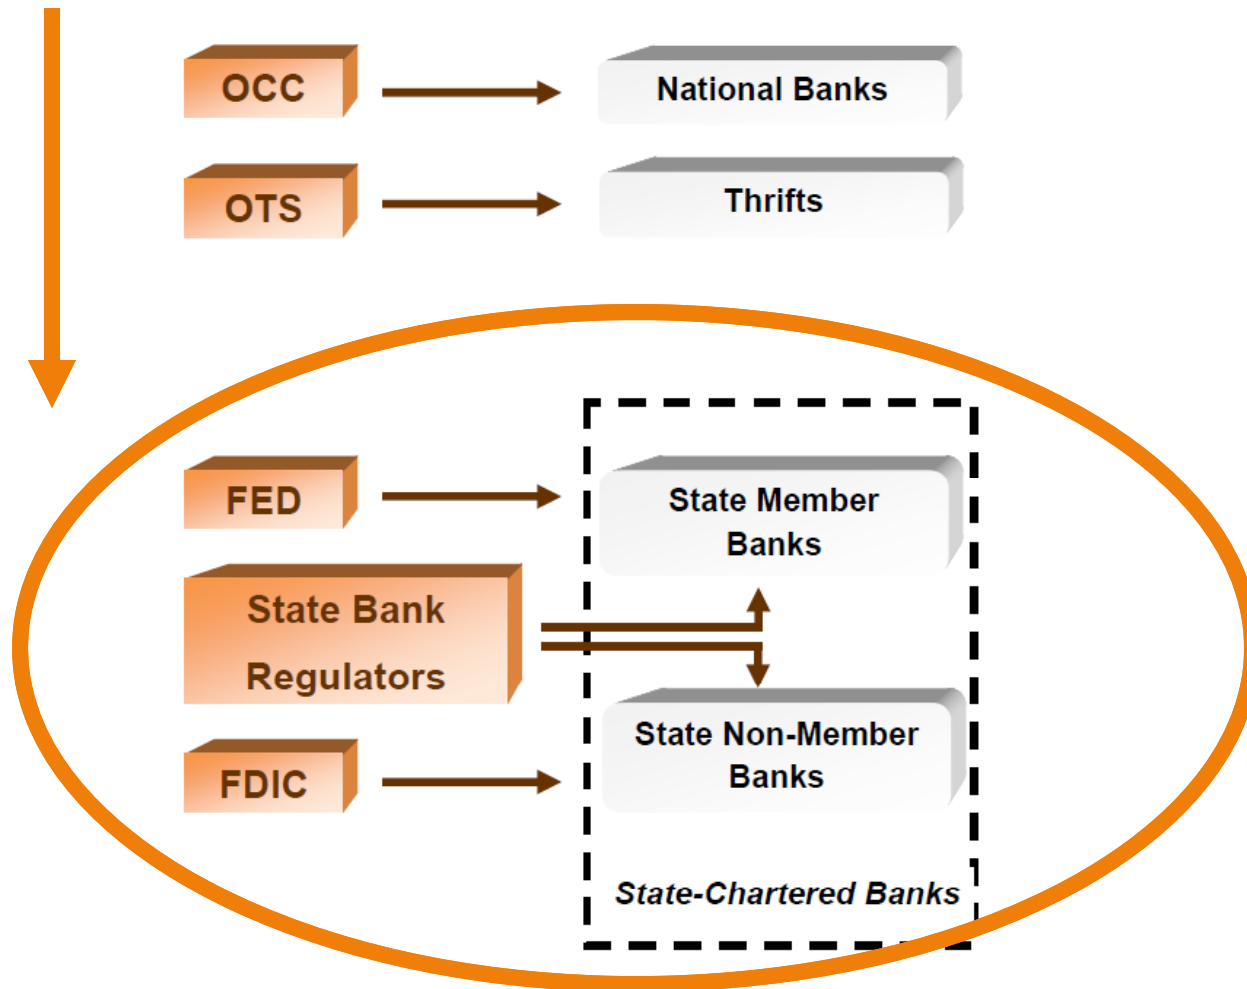 OCC
National Banks
OTS
Thrifts
FED
State Member
Banks
State Bank
Regulators
State Non-Member
Banks
FDIC
State-Chartered Banks